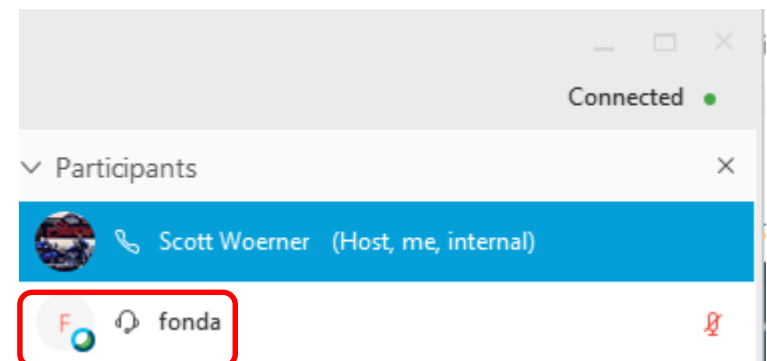 Connected
Participants
Scott Woerner (Host, me, internal)
F fonda